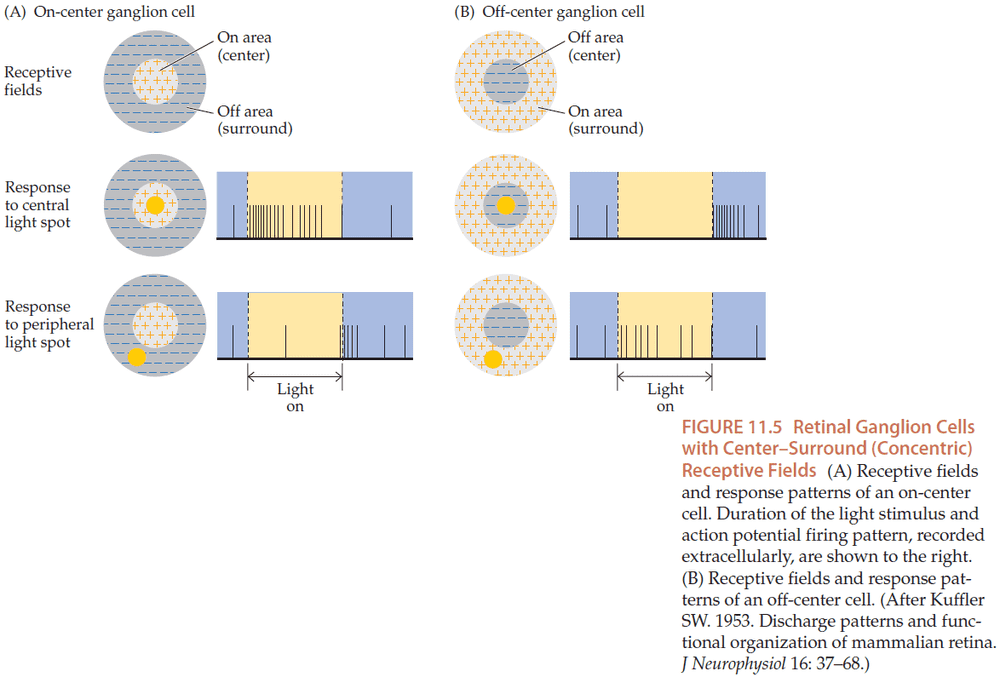 (A) On-center ganglion cell
On area
(center)
Receptive
fields
Off area
(surround)
Response
to central
light spot
Response
to peripheral
light spot
Light
on
(B) Off-center ganglion cell
Off area
(center)
On area
(surround)
Light
on
FIGURE 11.5 Retinal Ganglion Cells
with Center–Surround (Concentric)
Receptive Fields (A) Receptive fields
and response patterns of an on-center
cell. Duration of the light stimulus and
action potential firing pattern, recorded
extracellularly, are shown to the right.
(B) Receptive fields and response pat-
terns of an off-center cell. (After Kuffler
SW. 1953. Discharge patterns and func-
tional organization of mammalian retina.
J Neurophysiol 16: 37–68.)